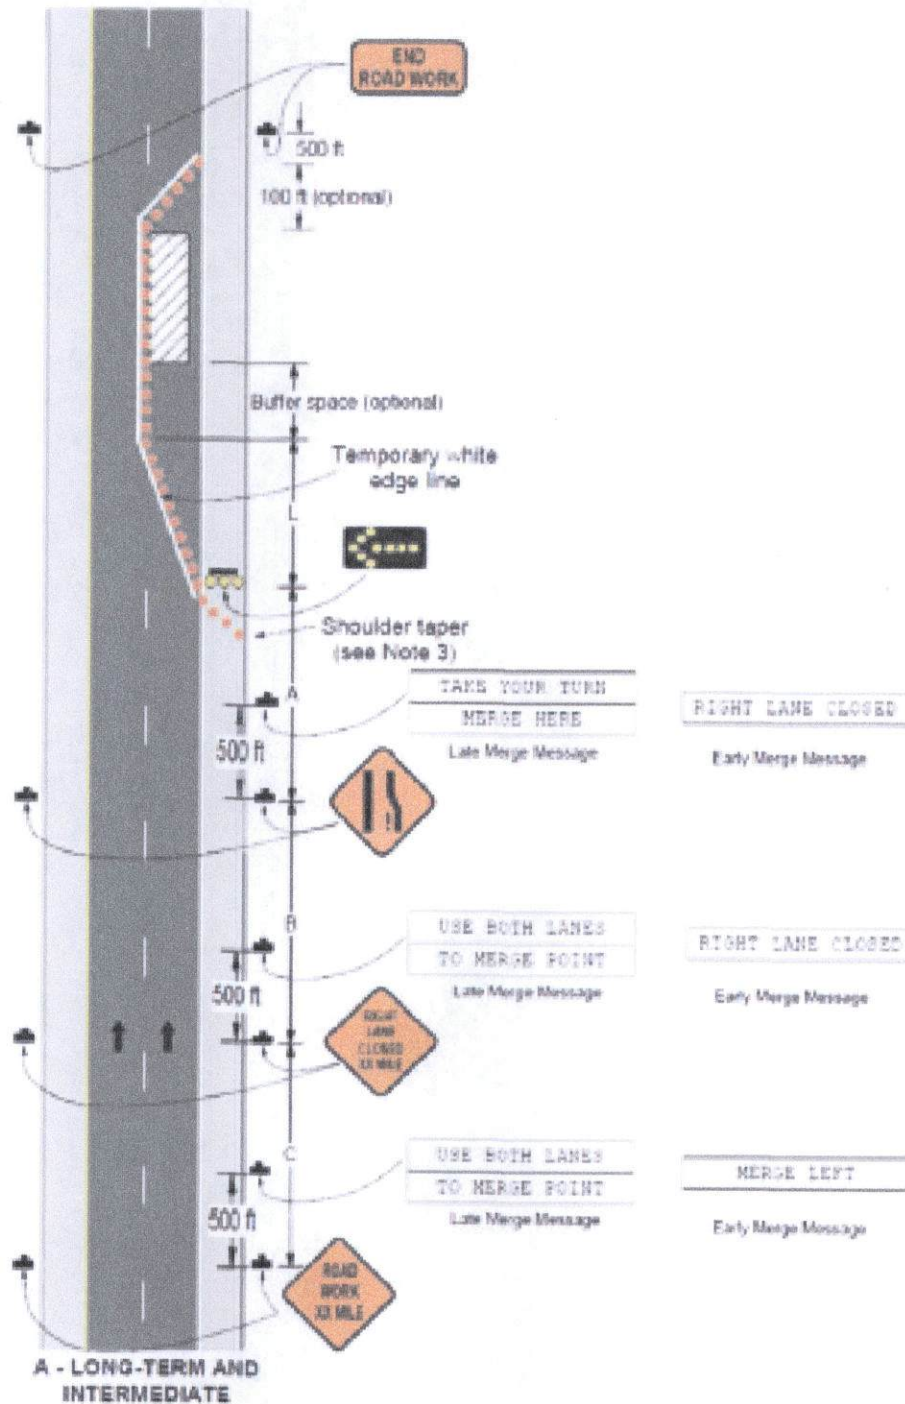 END
ROAD WORK
500 ft
100 ft (optional)
Buffer space (optional)
Temporary white
edge line
L
Shoulder taper
(see Note 3)
A
TAKE YOUR TURN
MERGE HERE
Late Merge Message
RIGHT LANE CLOSED
Early Merge Message
500 ft
B
USE BOTH LANES
TO MERGE POINT
Late Merge Message
RIGHT LANE CLOSED
Early Merge Message
500 ft
RIGHT
LANE
CLOSED
XX MILE
C
USE BOTH LANES
TO MERGE POINT
Late Merge Message
MERGE LEFT
Early Merge Message
500 ft
ROAD
WORK
XX MILE
A - LONG-TERM AND
INTERMEDIATE